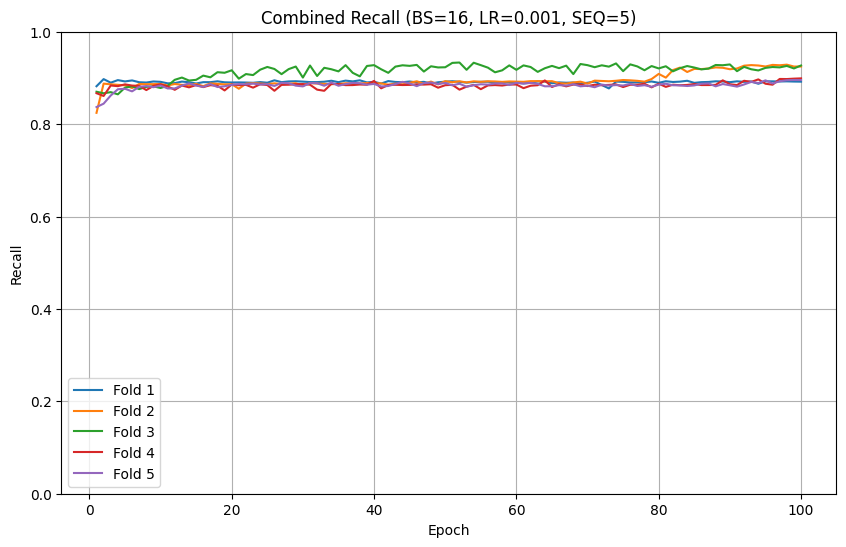 Combined Recall (BS=16, LR=0.001, SEQ=5)
1.0
0.8
0.6
0.4
0.2
0.0
Recall
Fold 1
Fold 2
Fold 3
Fold 4
Fold 5
0 20 40 60 80 100
Epoch